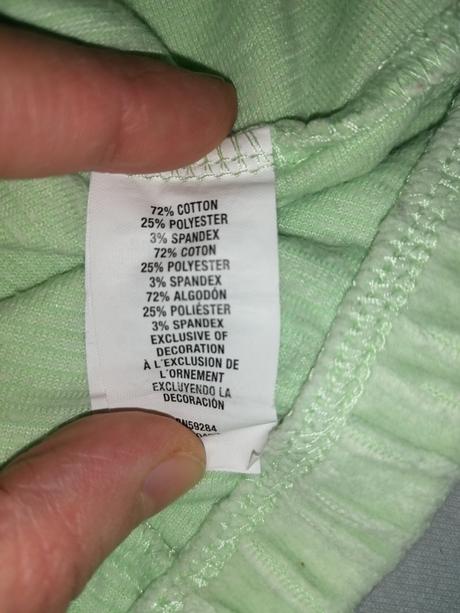 72% COTTON
25% POLYESTER
3% SPANDEX
72% COTON
25% POLYESTER
3% SPANDEX
72% ALGODÓN
25% POLIÉSTER
3% SPANDEX
EXCLUSIVE OF
DECORATION
À L'EXCLUSION DE
L'ORNEMENT
EXCLUYENDO LA
DECORACIÓN